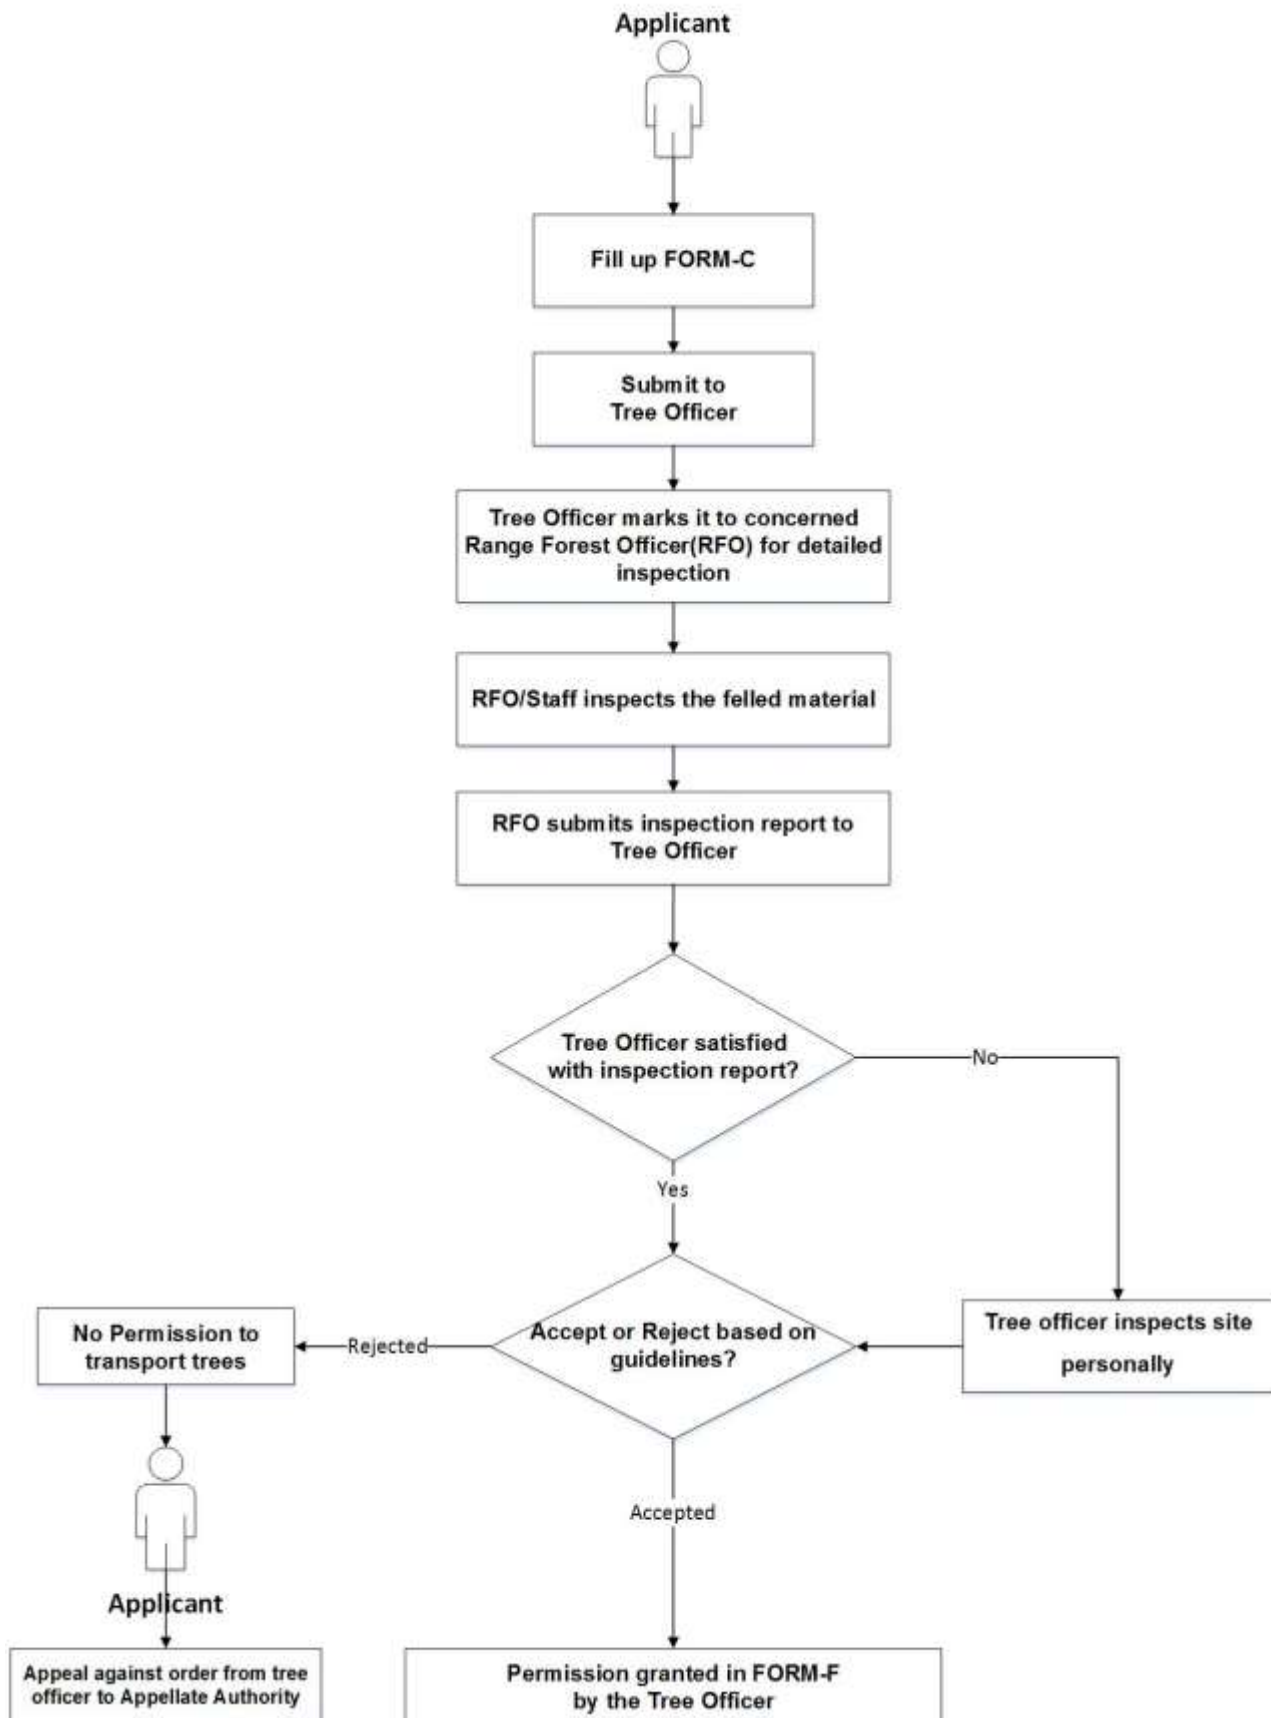 Applicant
Fill up FORM-C
Submit to
Tree Officer
Tree Officer marks it to concerned
Range Forest Officer(RFO) for detailed
inspection
RFO/Staff inspects the felled material
RFO submits inspection report to
Tree Officer
Tree Officer satisfied
with inspection report?
No
Yes
Tree officer inspects site
personally
Accept or Reject based on
guidelines?
Rejected
No Permission to
transport trees
Accepted
Applicant
Appeal against order from tree
officer to Appellate Authority
Permission granted in FORM-F
by the Tree Officer